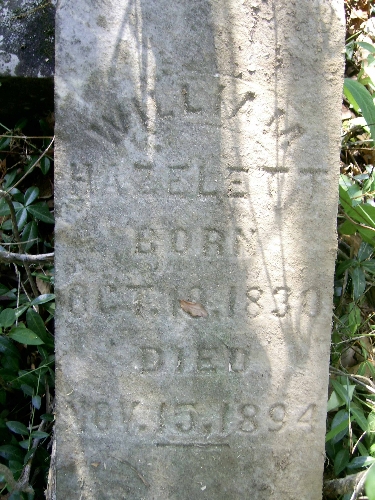 WILLIAM
HAZELETT
BORN
OCT. 18. 1830
DIED
NOV. 15. 1894